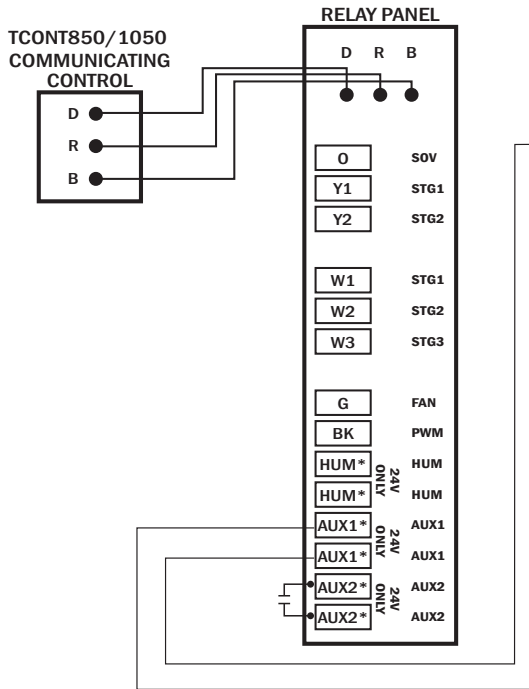 RELAY PANEL
TCONT850/1050
COMMUNICATING
CONTROL
D R B
D
R
B
O SOV
Y1 STG1
Y2 STG2
W1 STG1
W2 STG2
W3 STG3
G FAN
BK PWM
HUM* HUM
24V
ONLY
HUM* HUM
AUX1* AUX1
24V
ONLY
AUX1* AUX1
AUX2* AUX2
24V
ONLY
AUX2* AUX2